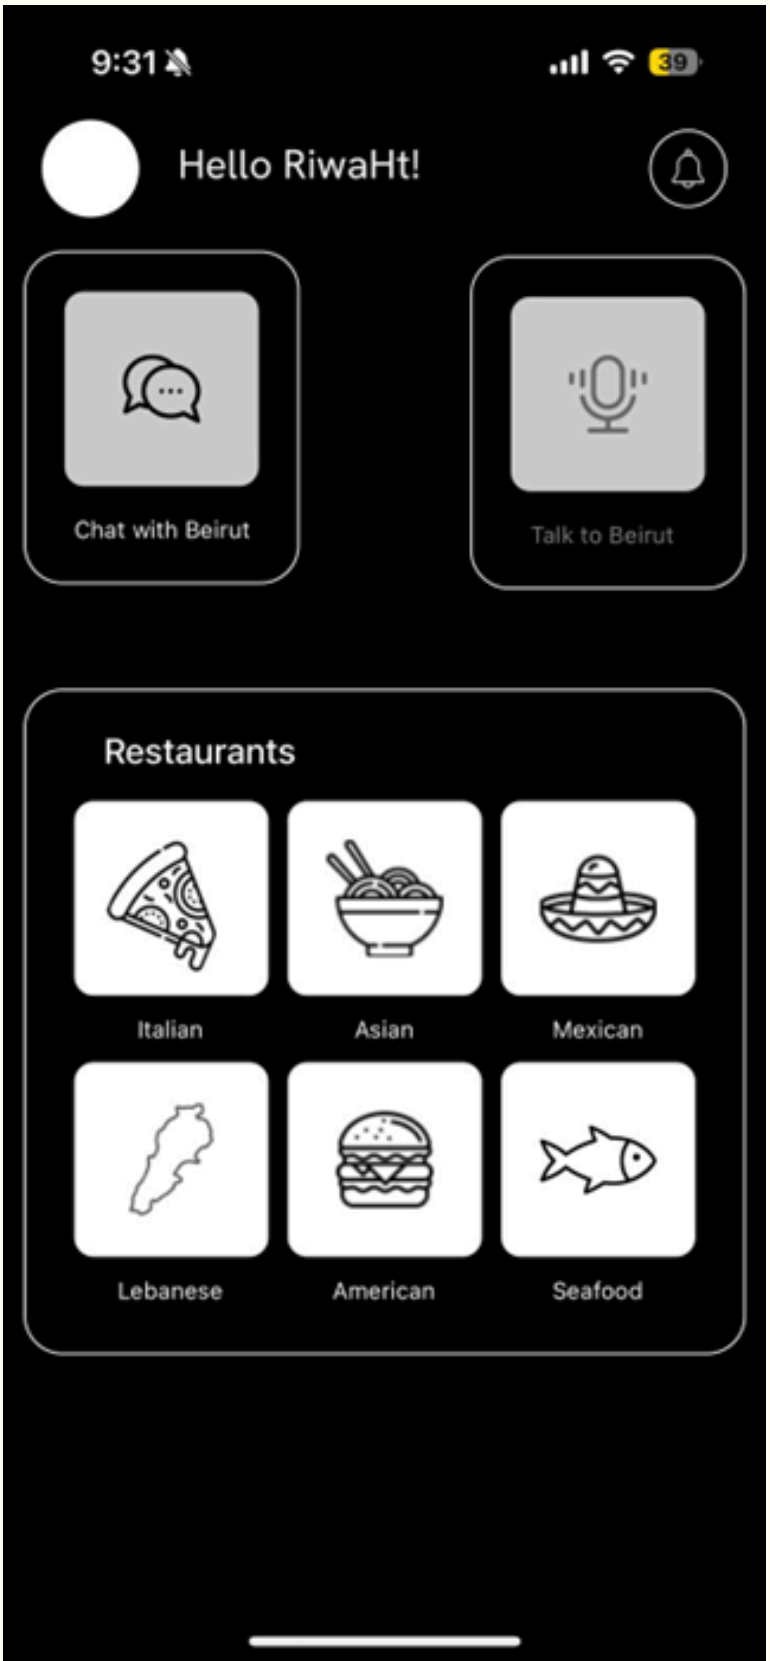 9:31
39
Hello RiwaHt!
Chat with Beirut
Talk to Beirut
Restaurants
Italian
Asian
Mexican
Lebanese
American
Seafood